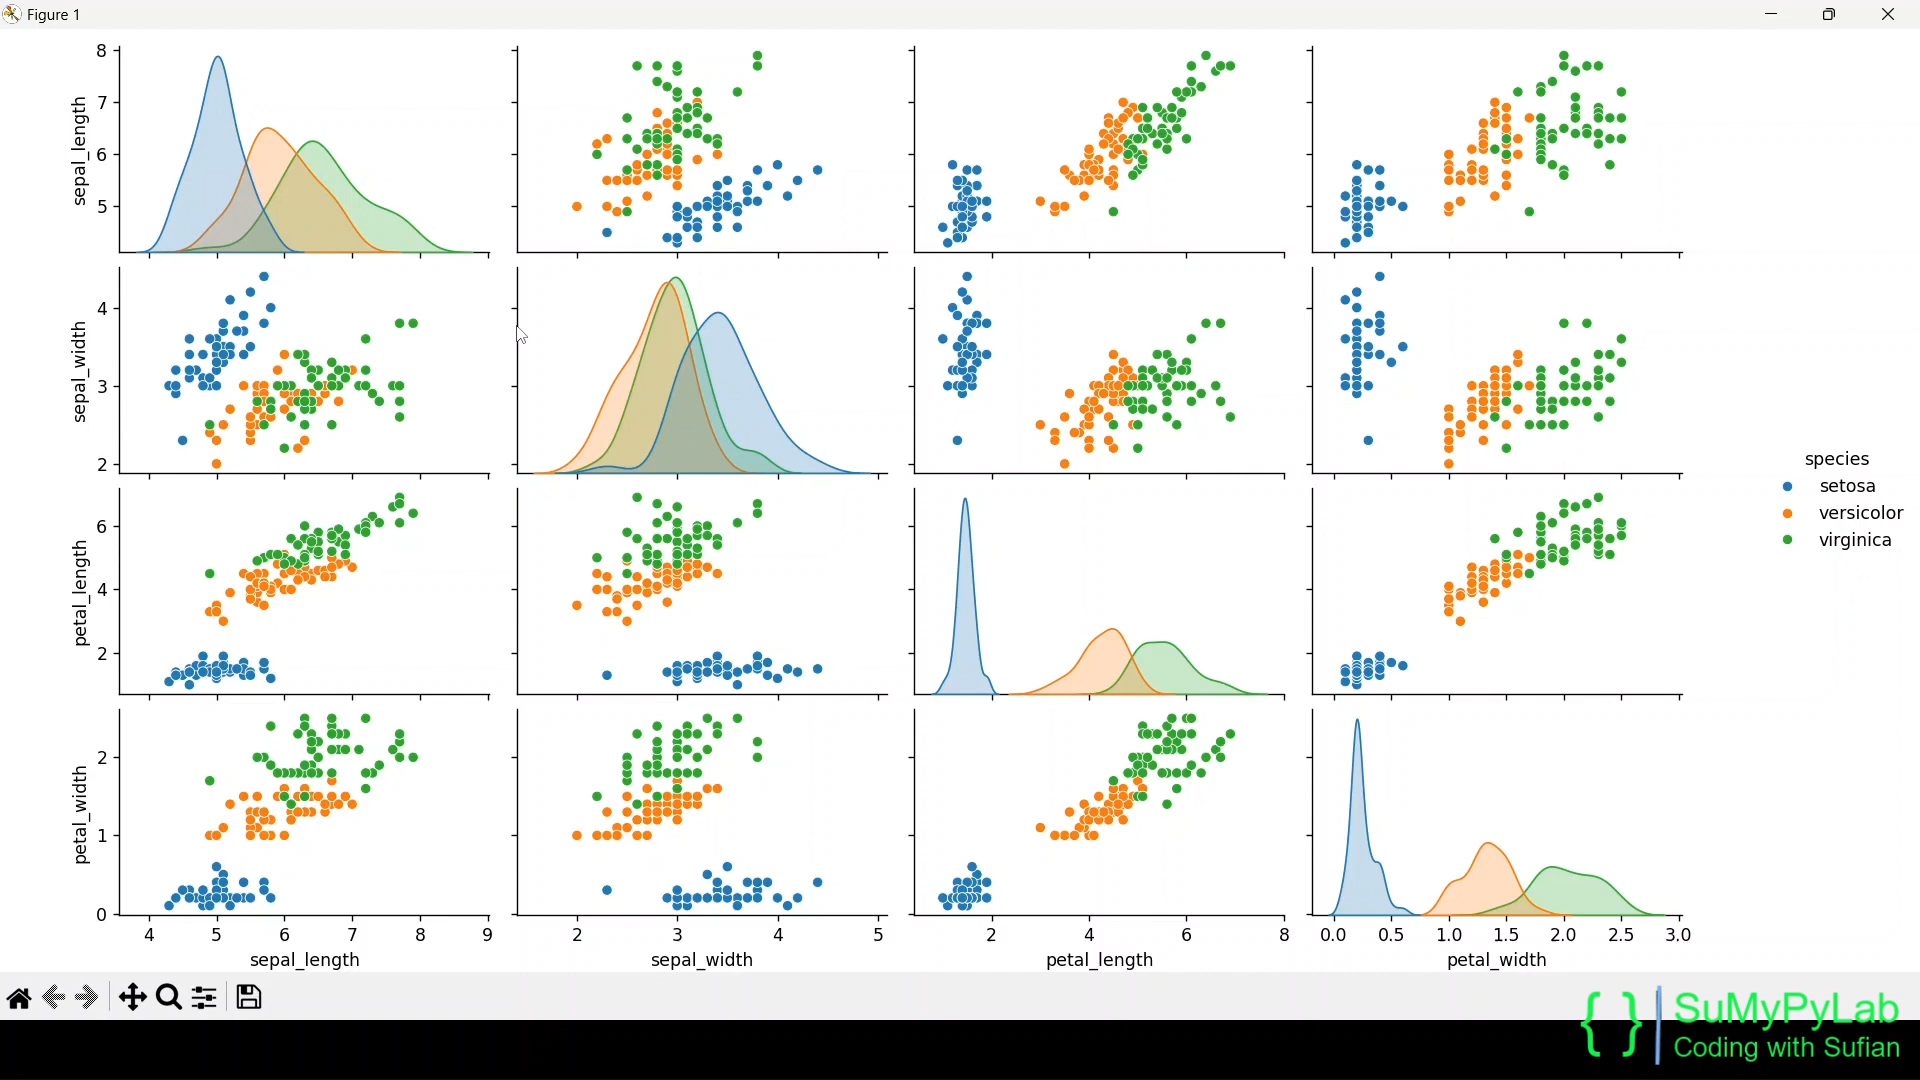 Figure 1
sepal_length
8
7
6
5
sepal_width
4
3
2
petal_length
6
4
2
petal_width
2
1
0
4 5 6 7 8 9
2 3 4 5
2 4 6 8
0.0 0.5 1.0 1.5 2.0 2.5 3.0
sepal_length
sepal_width
petal_length
petal_width
species
setosa
versicolor
virginica
{ } SuMyPyLab
Coding with Sufian